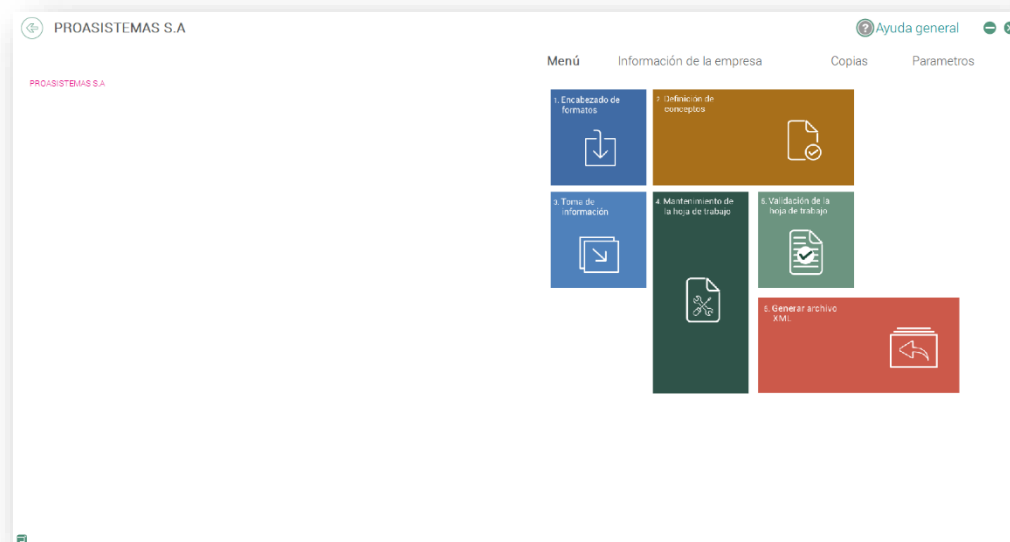 PROASISTEMAS S.A
Ayuda general
Menú
Información de la empresa
Copias
Parametros
PROASISTEMAS S.A
1. Encabezado de
formatos
2. Definición de
conceptos
3. Toma de
información
4. Mantenimiento de
la hoja de trabajo
5. Validación de la
hoja de trabajo
6. Generar archivo
XML